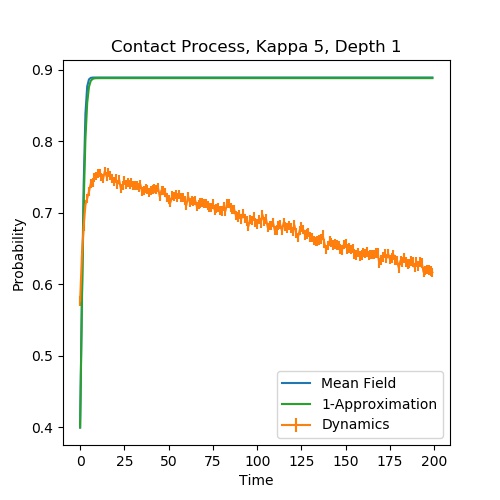 Contact Process, Kappa 5, Depth 1
0.9
0.8
0.7
0.6
0.5
0.4
Probability
Mean Field
1-Approximation
Dynamics
0 25 50 75 100 125 150 175 200
Time